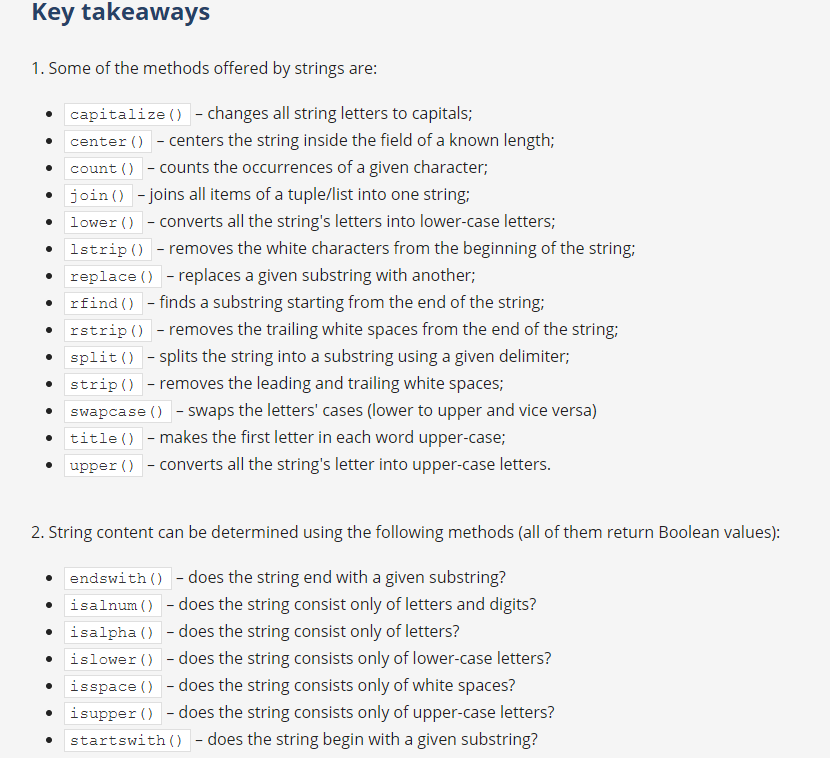 Key takeaways
1. Some of the methods offered by strings are:
• capitalize() – changes all string letters to capitals;
• center() – centers the string inside the field of a known length;
• count() – counts the occurrences of a given character;
• join() – joins all items of a tuple/list into one string;
• lower() – converts all the string's letters into lower-case letters;
• lstrip() – removes the white characters from the beginning of the string;
• replace() – replaces a given substring with another;
• rfind() – finds a substring starting from the end of the string;
• rstrip() – removes the trailing white spaces from the end of the string;
• split() – splits the string into a substring using a given delimiter;
• strip() – removes the leading and trailing white spaces;
• swapcase() – swaps the letters' cases (lower to upper and vice versa)
• title() – makes the first letter in each word upper-case;
• upper() – converts all the string's letter into upper-case letters.
2. String content can be determined using the following methods (all of them return Boolean values):
• endswith() – does the string end with a given substring?
• isalnum() – does the string consist only of letters and digits?
• isalpha() – does the string consist only of letters?
• islower() – does the string consists only of lower-case letters?
• isspace() – does the string consists only of white spaces?
• isupper() – does the string consists only of upper-case letters?
• startswith() – does the string begin with a given substring?